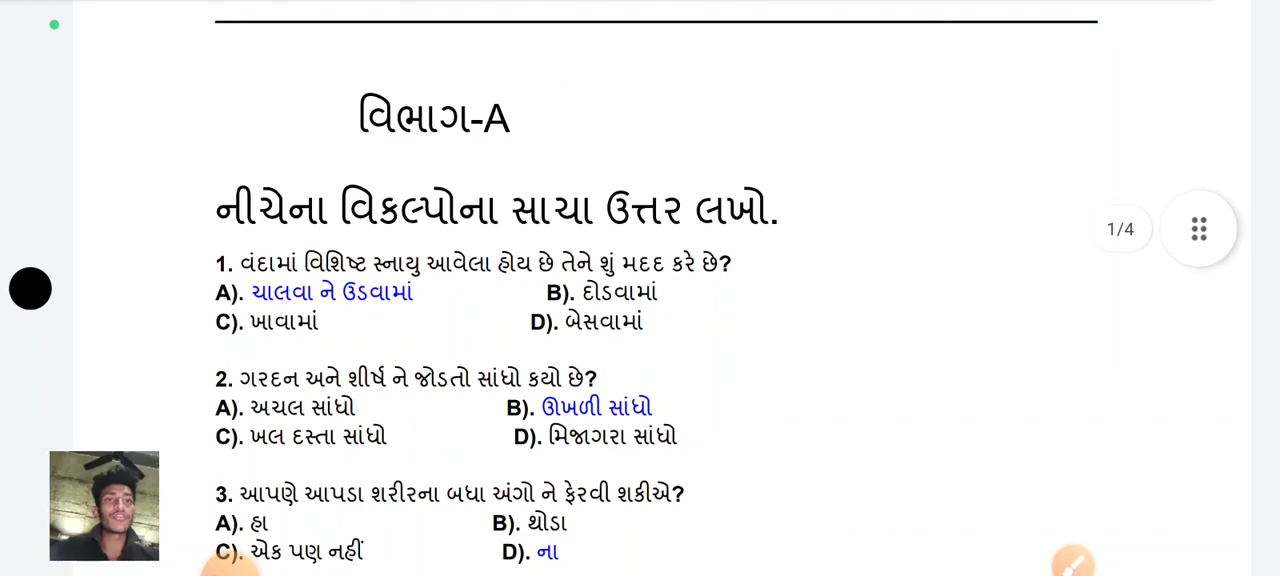 વિભાગ-A
નીચેના વિકલ્પોના સાચા ઉત્તર લખો.
1/4
1. વંદામાં વિશિષ્ટ સ્નાયુ આવેલા હોય છે તેને શું મદદ કરે છે?
A). ચાલવા ને ઉડવામાં B). દોડવામાં
C). ખાવામાં D). બેસવામાં
2. ગરદન અને શીર્ષ ને જોડતો સાંધો કયો છે?
A). અચલ સાંધો B). ઊખળી સાંધો
C). ખલ દસ્તા સાંધો D). મિજાગરા સાંધો
3. આપણે આપડા શરીરના બધા અંગો ને ફેરવી શકીએ?
A). હા B). થોડા
C). એક પણ નહીં D). ના